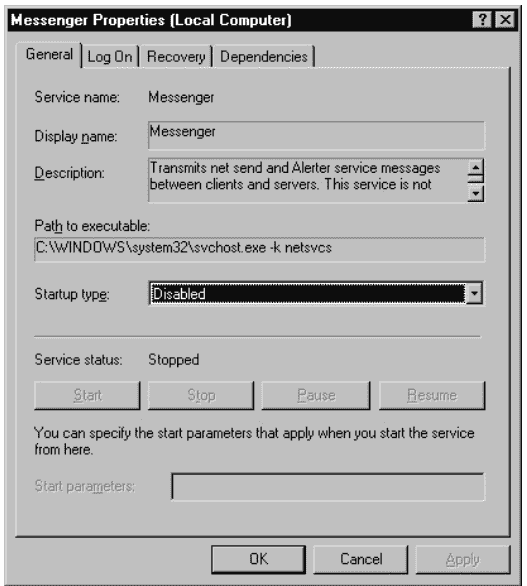 Messenger Properties (Local Computer)
General Log On Recovery Dependencies
Service name: Messenger
Display name: Messenger
Description: Transmits net send and Alerter service messages
between clients and servers. This service is not
Path to executable:
C:\WINDOWS\system32\svchost.exe -k netsvcs
Startup type: Disabled
Service status: Stopped
Start Stop Pause Resume
You can specify the start parameters that apply when you start the service
from here.
Start parameters:
OK Cancel Apply